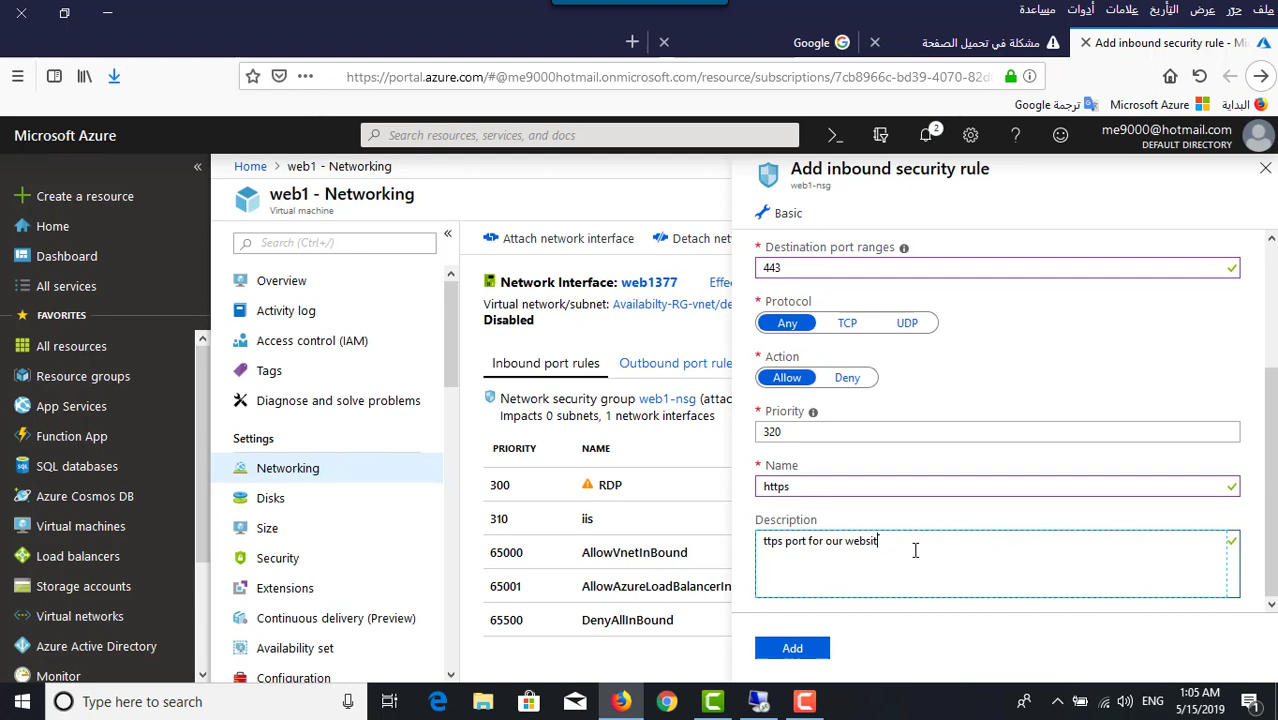 ملف حرّر عرض التأريخ علامات أدوات مساعدة
Google
مشكلة في تحميل الصفحة
Add inbound security rule - Mi
https://portal.azure.com/#@me9000hotmail.onmicrosoft.com/resource/subscriptions/7cb8966c-bd39-4070-82d
البداية
Microsoft Azure
ترجمة Google
Microsoft Azure
Search resources, services, and docs
2
me9000@hotmail.com
DEFAULT DIRECTORY
Create a resource
Home
Dashboard
All services
FAVORITES
All resources
Resource groups
App Services
Function App
SQL databases
Azure Cosmos DB
Virtual machines
Load balancers
Storage accounts
Virtual networks
Azure Active Directory
Monitor
Home > web1 - Networking
web1 - Networking
Virtual machine
Search (Ctrl+/)
Overview
Activity log
Access control (IAM)
Tags
Diagnose and solve problems
Settings
Networking
Disks
Size
Security
Extensions
Continuous delivery (Preview)
Availability set
Configuration
Attach network interface
Detach net
Network Interface: web1377 Effe
Virtual network/subnet: Availabilty-RG-vnet/de
Disabled
Inbound port rules
Outbound port rule
Network security group web1-nsg (attac
Impacts 0 subnets, 1 network interfaces
PRIORITY NAME
300 RDP
310 iis
65000 AllowVnetInBound
65001 AllowAzureLoadBalancerIn
65500 DenyAllInBound
Add inbound security rule
web1-nsg
Basic
* Destination port ranges
443
* Protocol
Any TCP UDP
* Action
Allow Deny
* Priority
320
* Name
https
Description
ttps port for our websit
Add
Type here to search
ENG
1:05 AM
5/15/2019
1